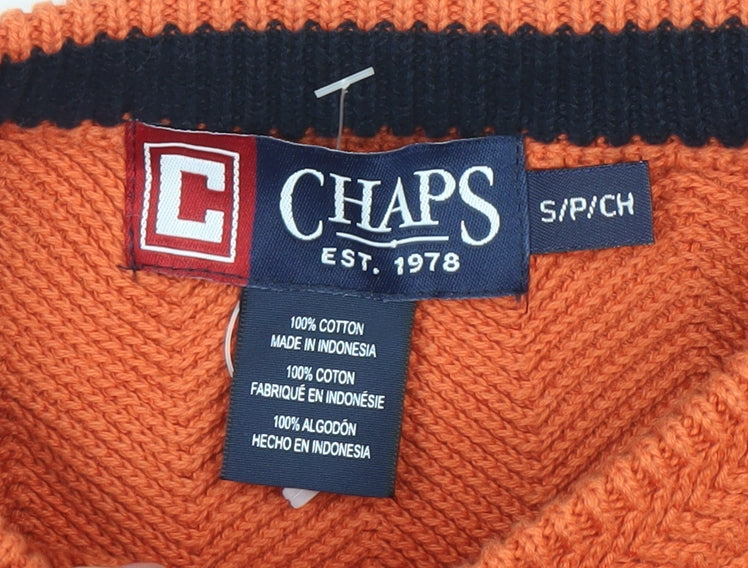 C
CHAPS
EST. 1978
S/P/CH
100% COTTON
MADE IN INDONESIA
100% COTON
FABRIQUÉ EN INDONÉSIE
100% ALGODÓN
HECHO EN INDONESIA